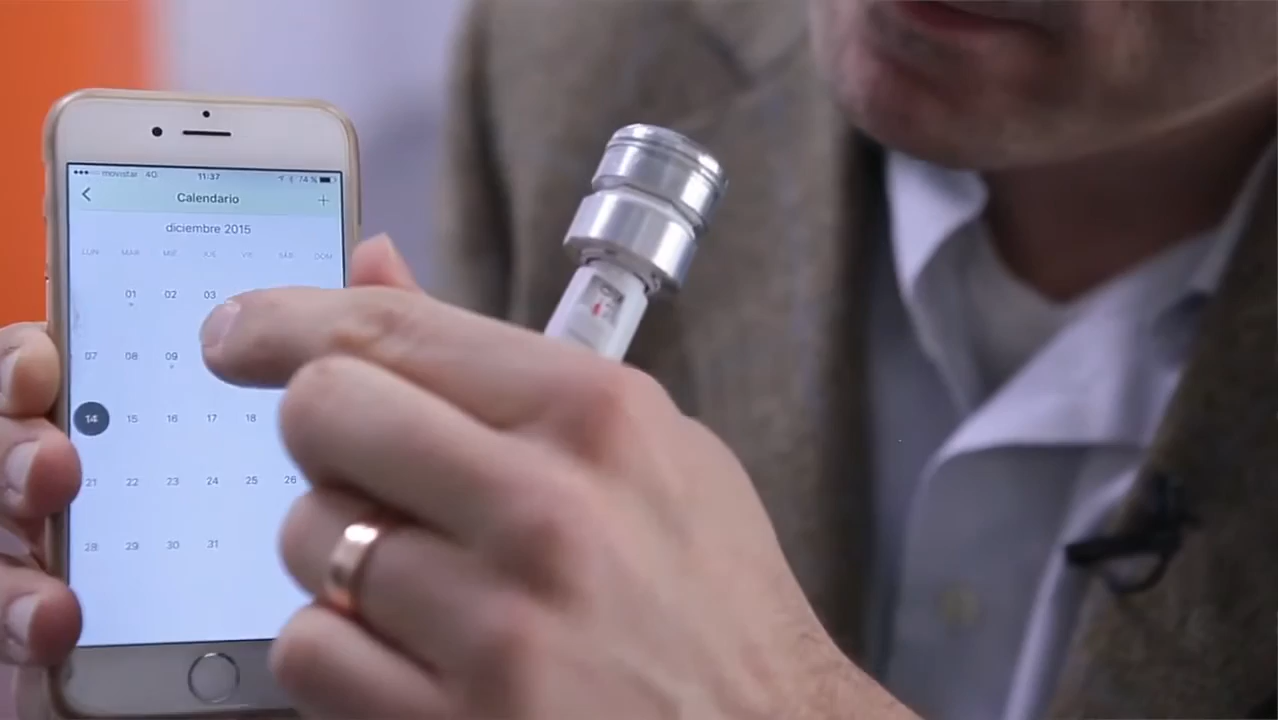 movistar 4G 11:37 74 %
Calendario
diciembre 2015
LUN MAR MIÉ JUE VIE SÁB DOM
01 02 03
07 08 09
14 15 16 17 18
21 22 23 24 25 26
28 29 30 31